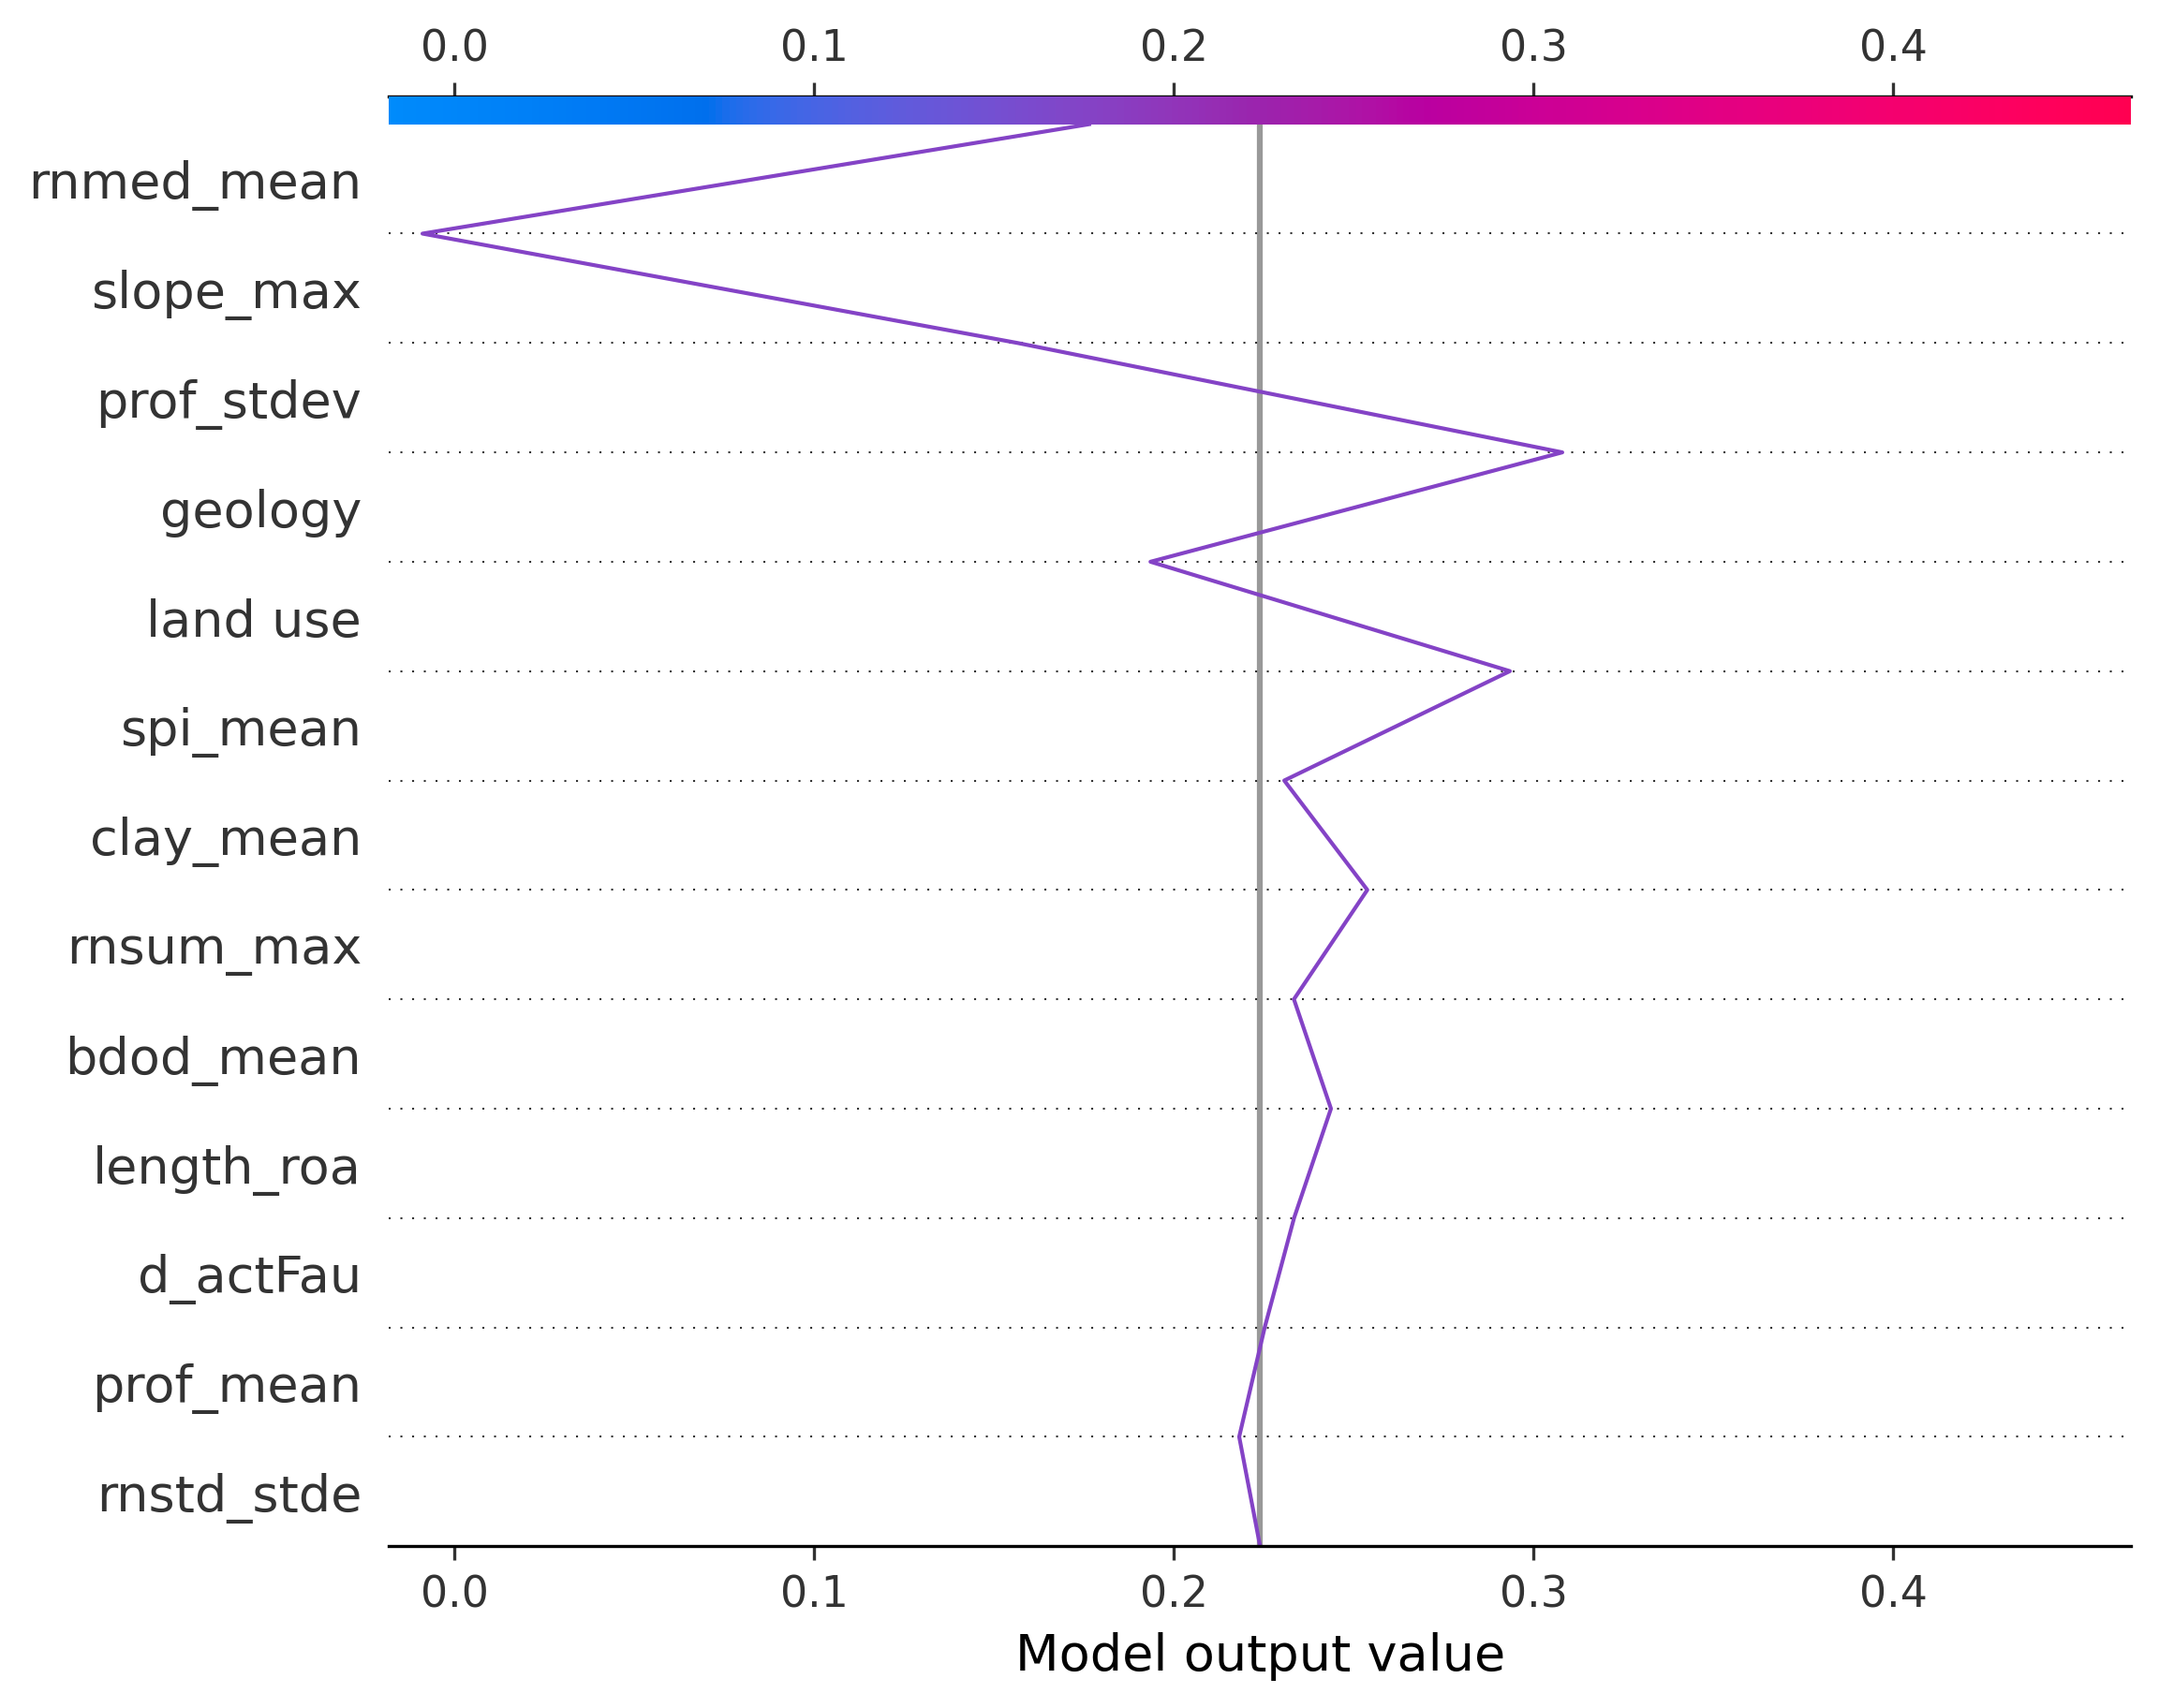 0.0 0.1 0.2 0.3 0.4
rnmed_mean
slope_max
prof_stdev
geology
land use
spi_mean
clay_mean
rnsum_max
bdod_mean
length_roa
d_actFau
prof_mean
rnstd_stde
0.0 0.1 0.2 0.3 0.4
Model output value